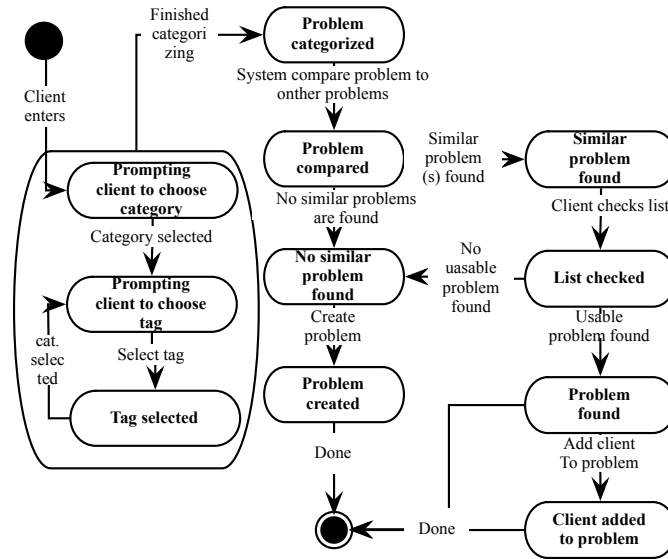 Client
enters
Finished
categori
zing
Problem
categorized
System compare problem to
onther problems
Prompting
client to choose
category
Category selected
Prompting
client to choose
tag
cat.
selec
ted
Select tag
Tag selected
Problem
compared
Similar
problem
(s) found
Similar
problem
found
No similar problems
are found
Client checks list
No similar
problem
found
No
uasable
problem
found
List checked
Create
problem
Usable
problem found
Problem
created
Problem
found
Done
Add client
To problem
Done
Client added
to problem